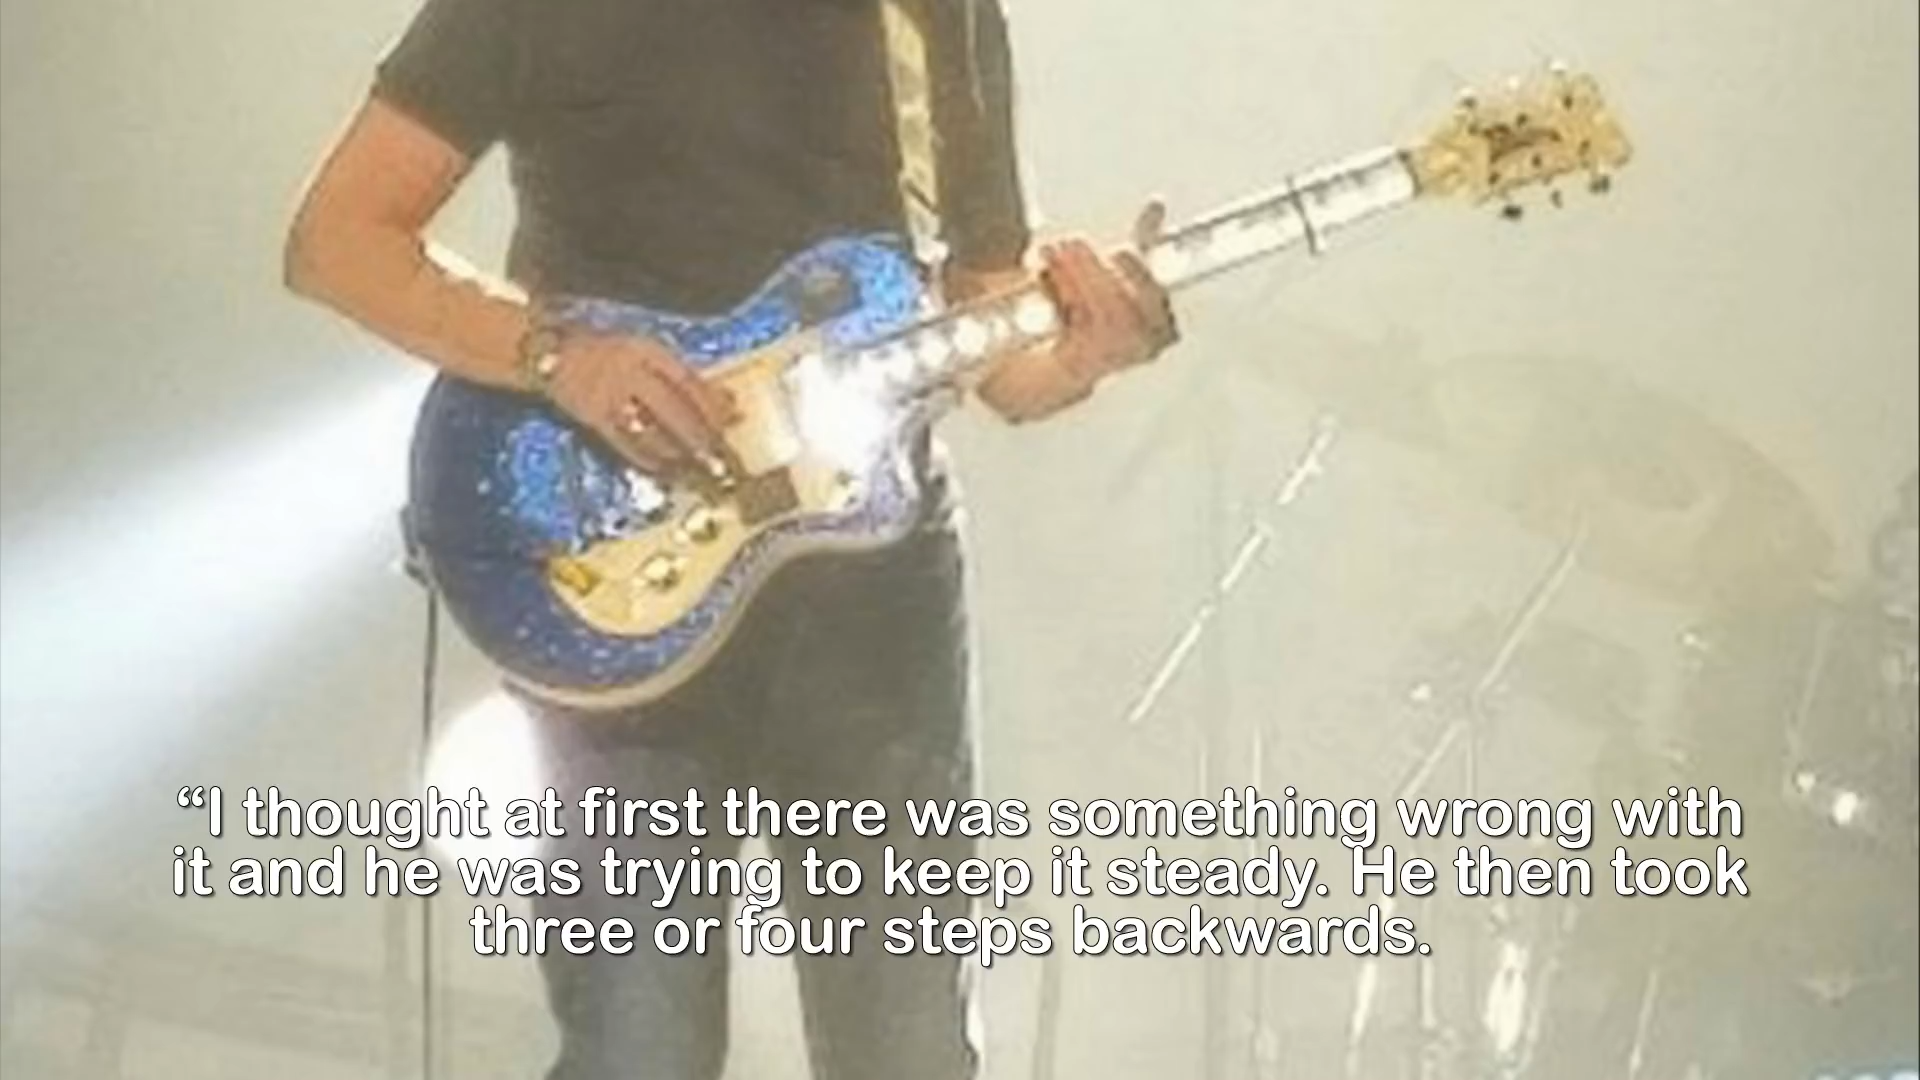 “I thought at first there was something wrong with
it and he was trying to keep it steady. He then took
three or four steps backwards.